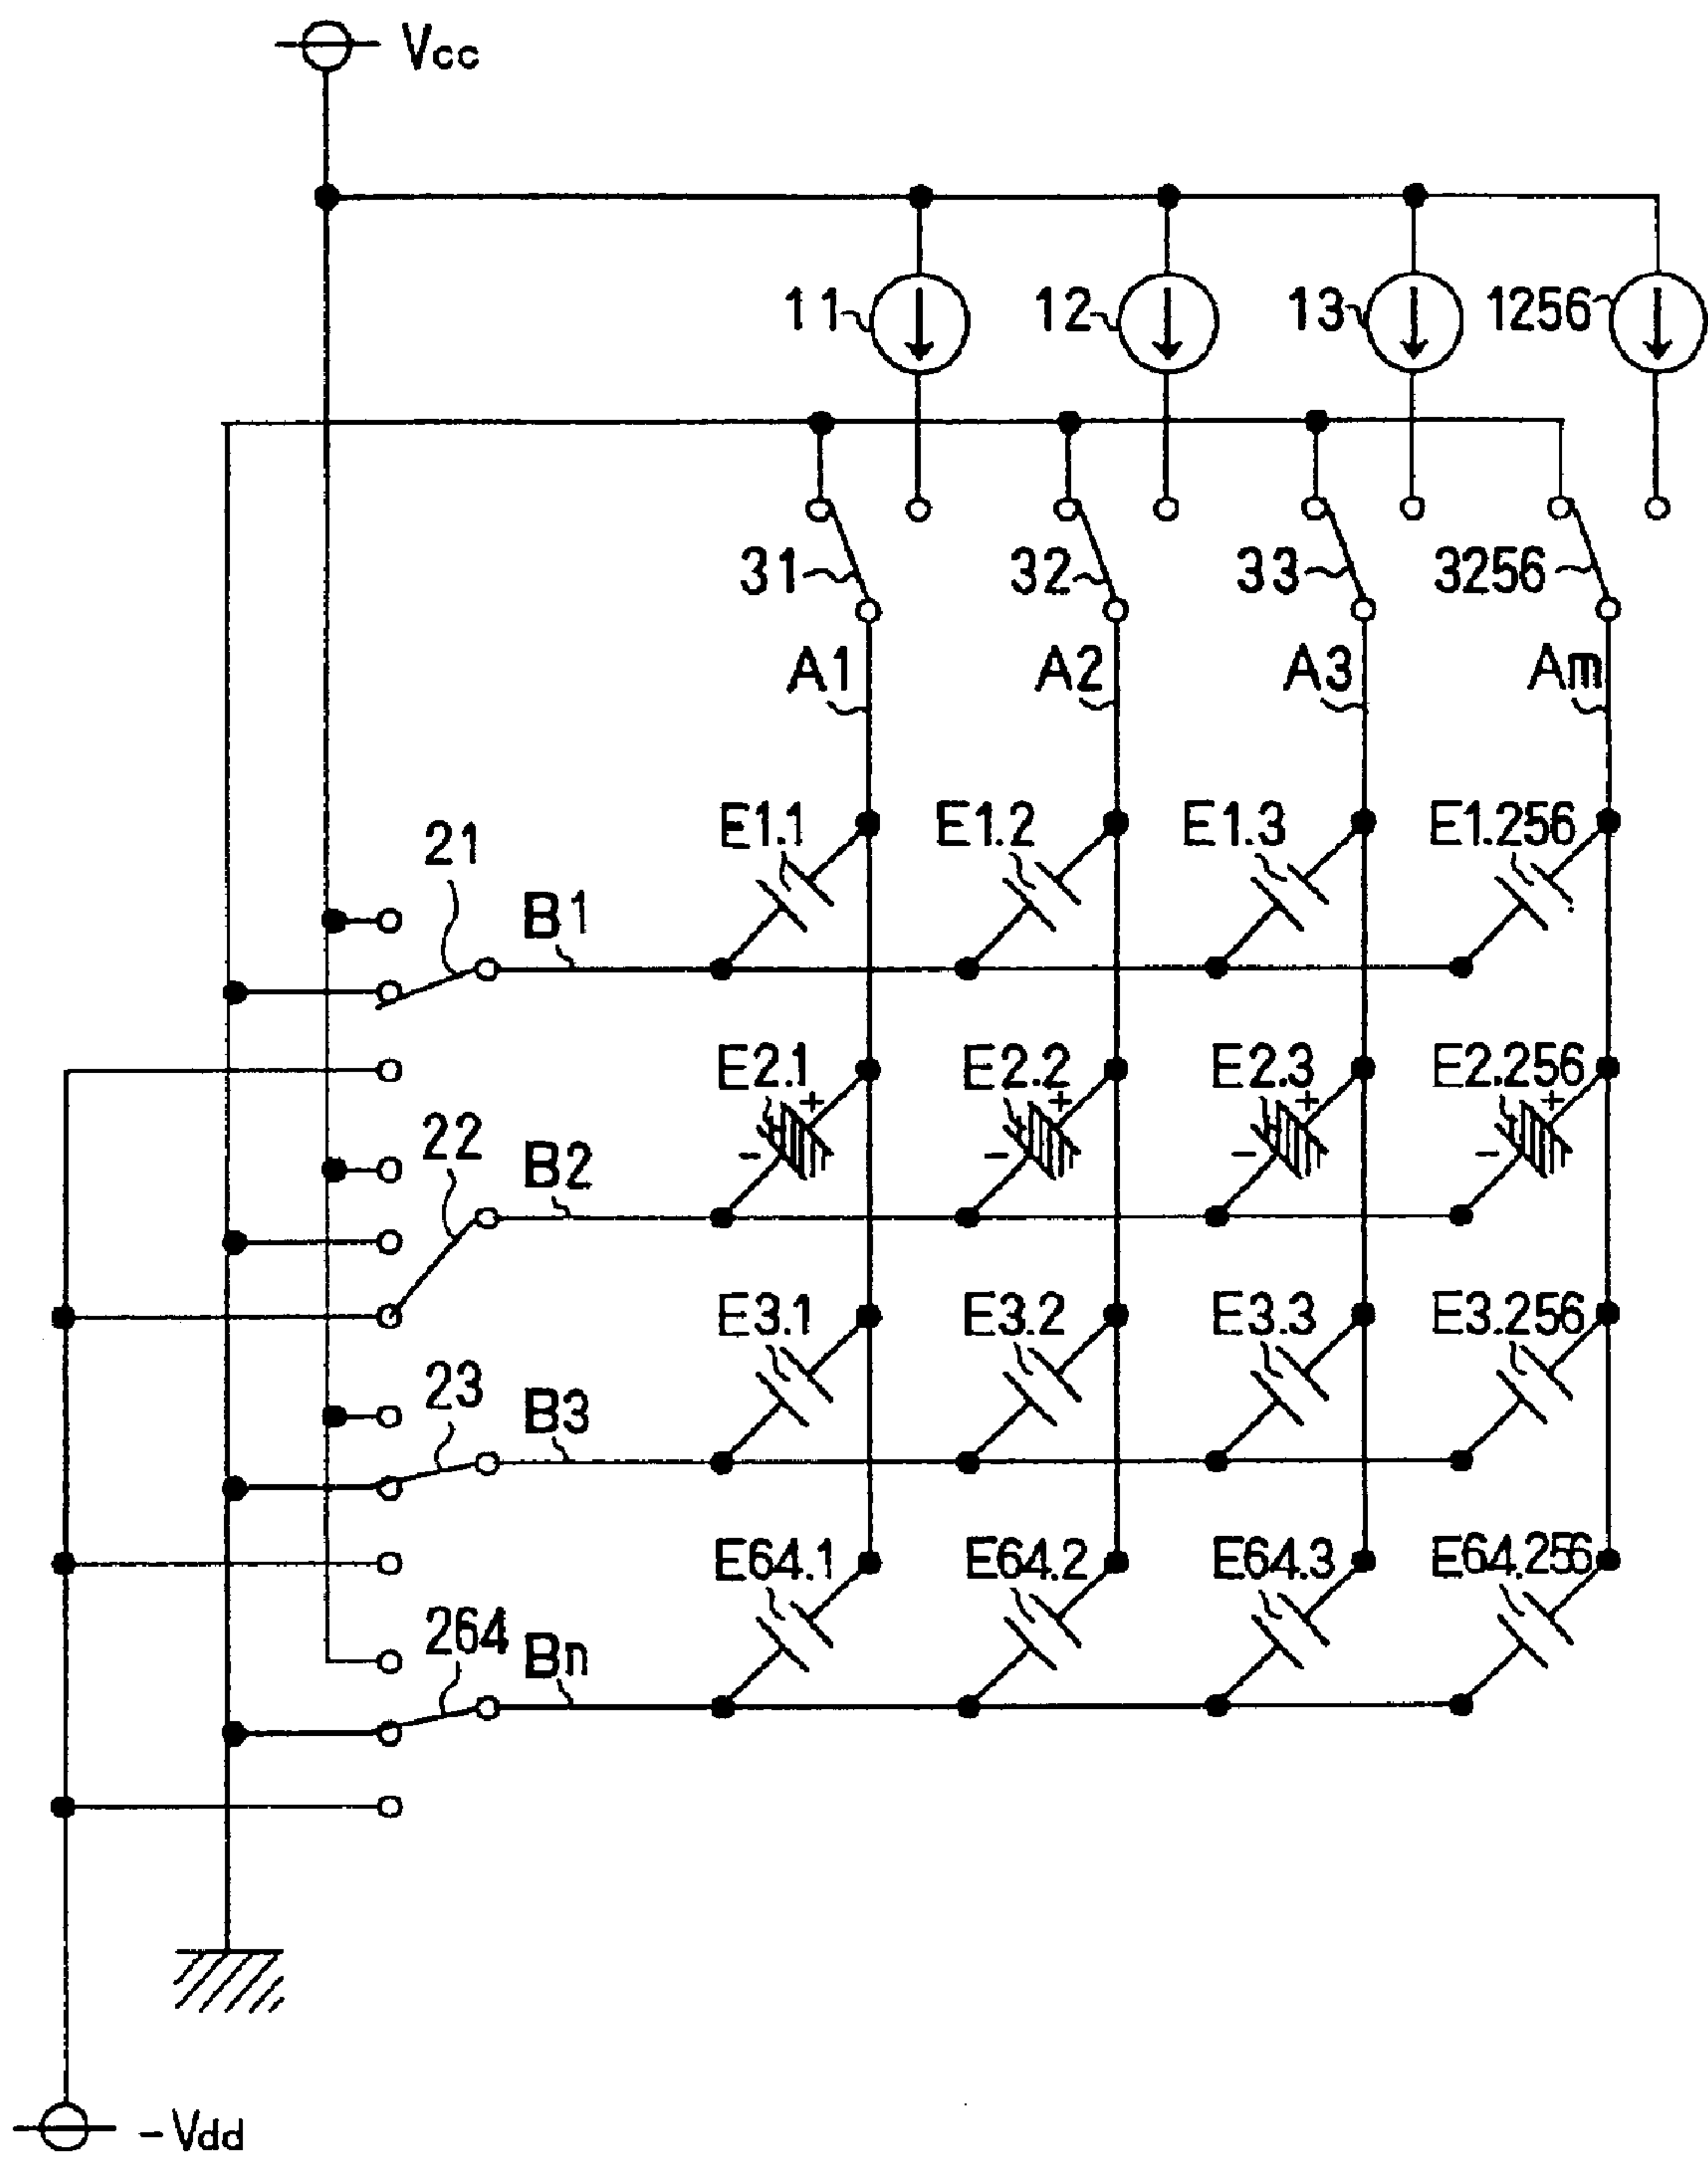 Vcc
11 12 13 1256
31 32 33 3256
A1 A2 A3 Am
E1.1 E1.2 E1.3 E1.256
21 B1
E2.1 E2.2 E2.3 E2.256
+ + + +
22 B2 - - - -
E3.1 E3.2 E3.3 E3.256
23 B3
E64.1 E64.2 E64.3 E64.256
264 Bn
-Vdd